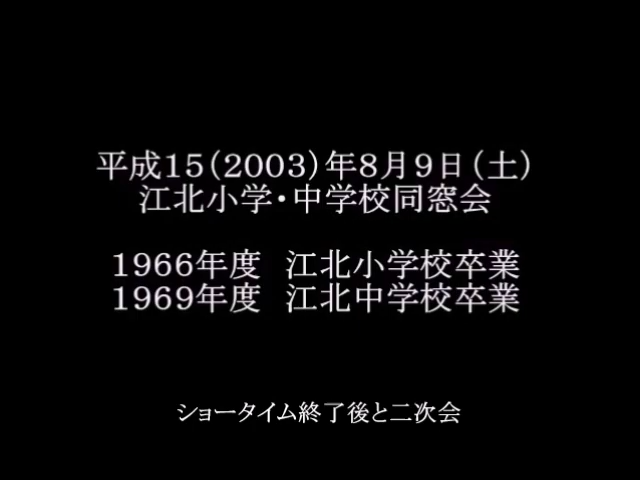 平成15(2003)年8月9日(土)
江北小学・中学校同窓会
1966年度　江北小学校卒業
1969年度　江北中学校卒業
ショータイム終了後と二次会